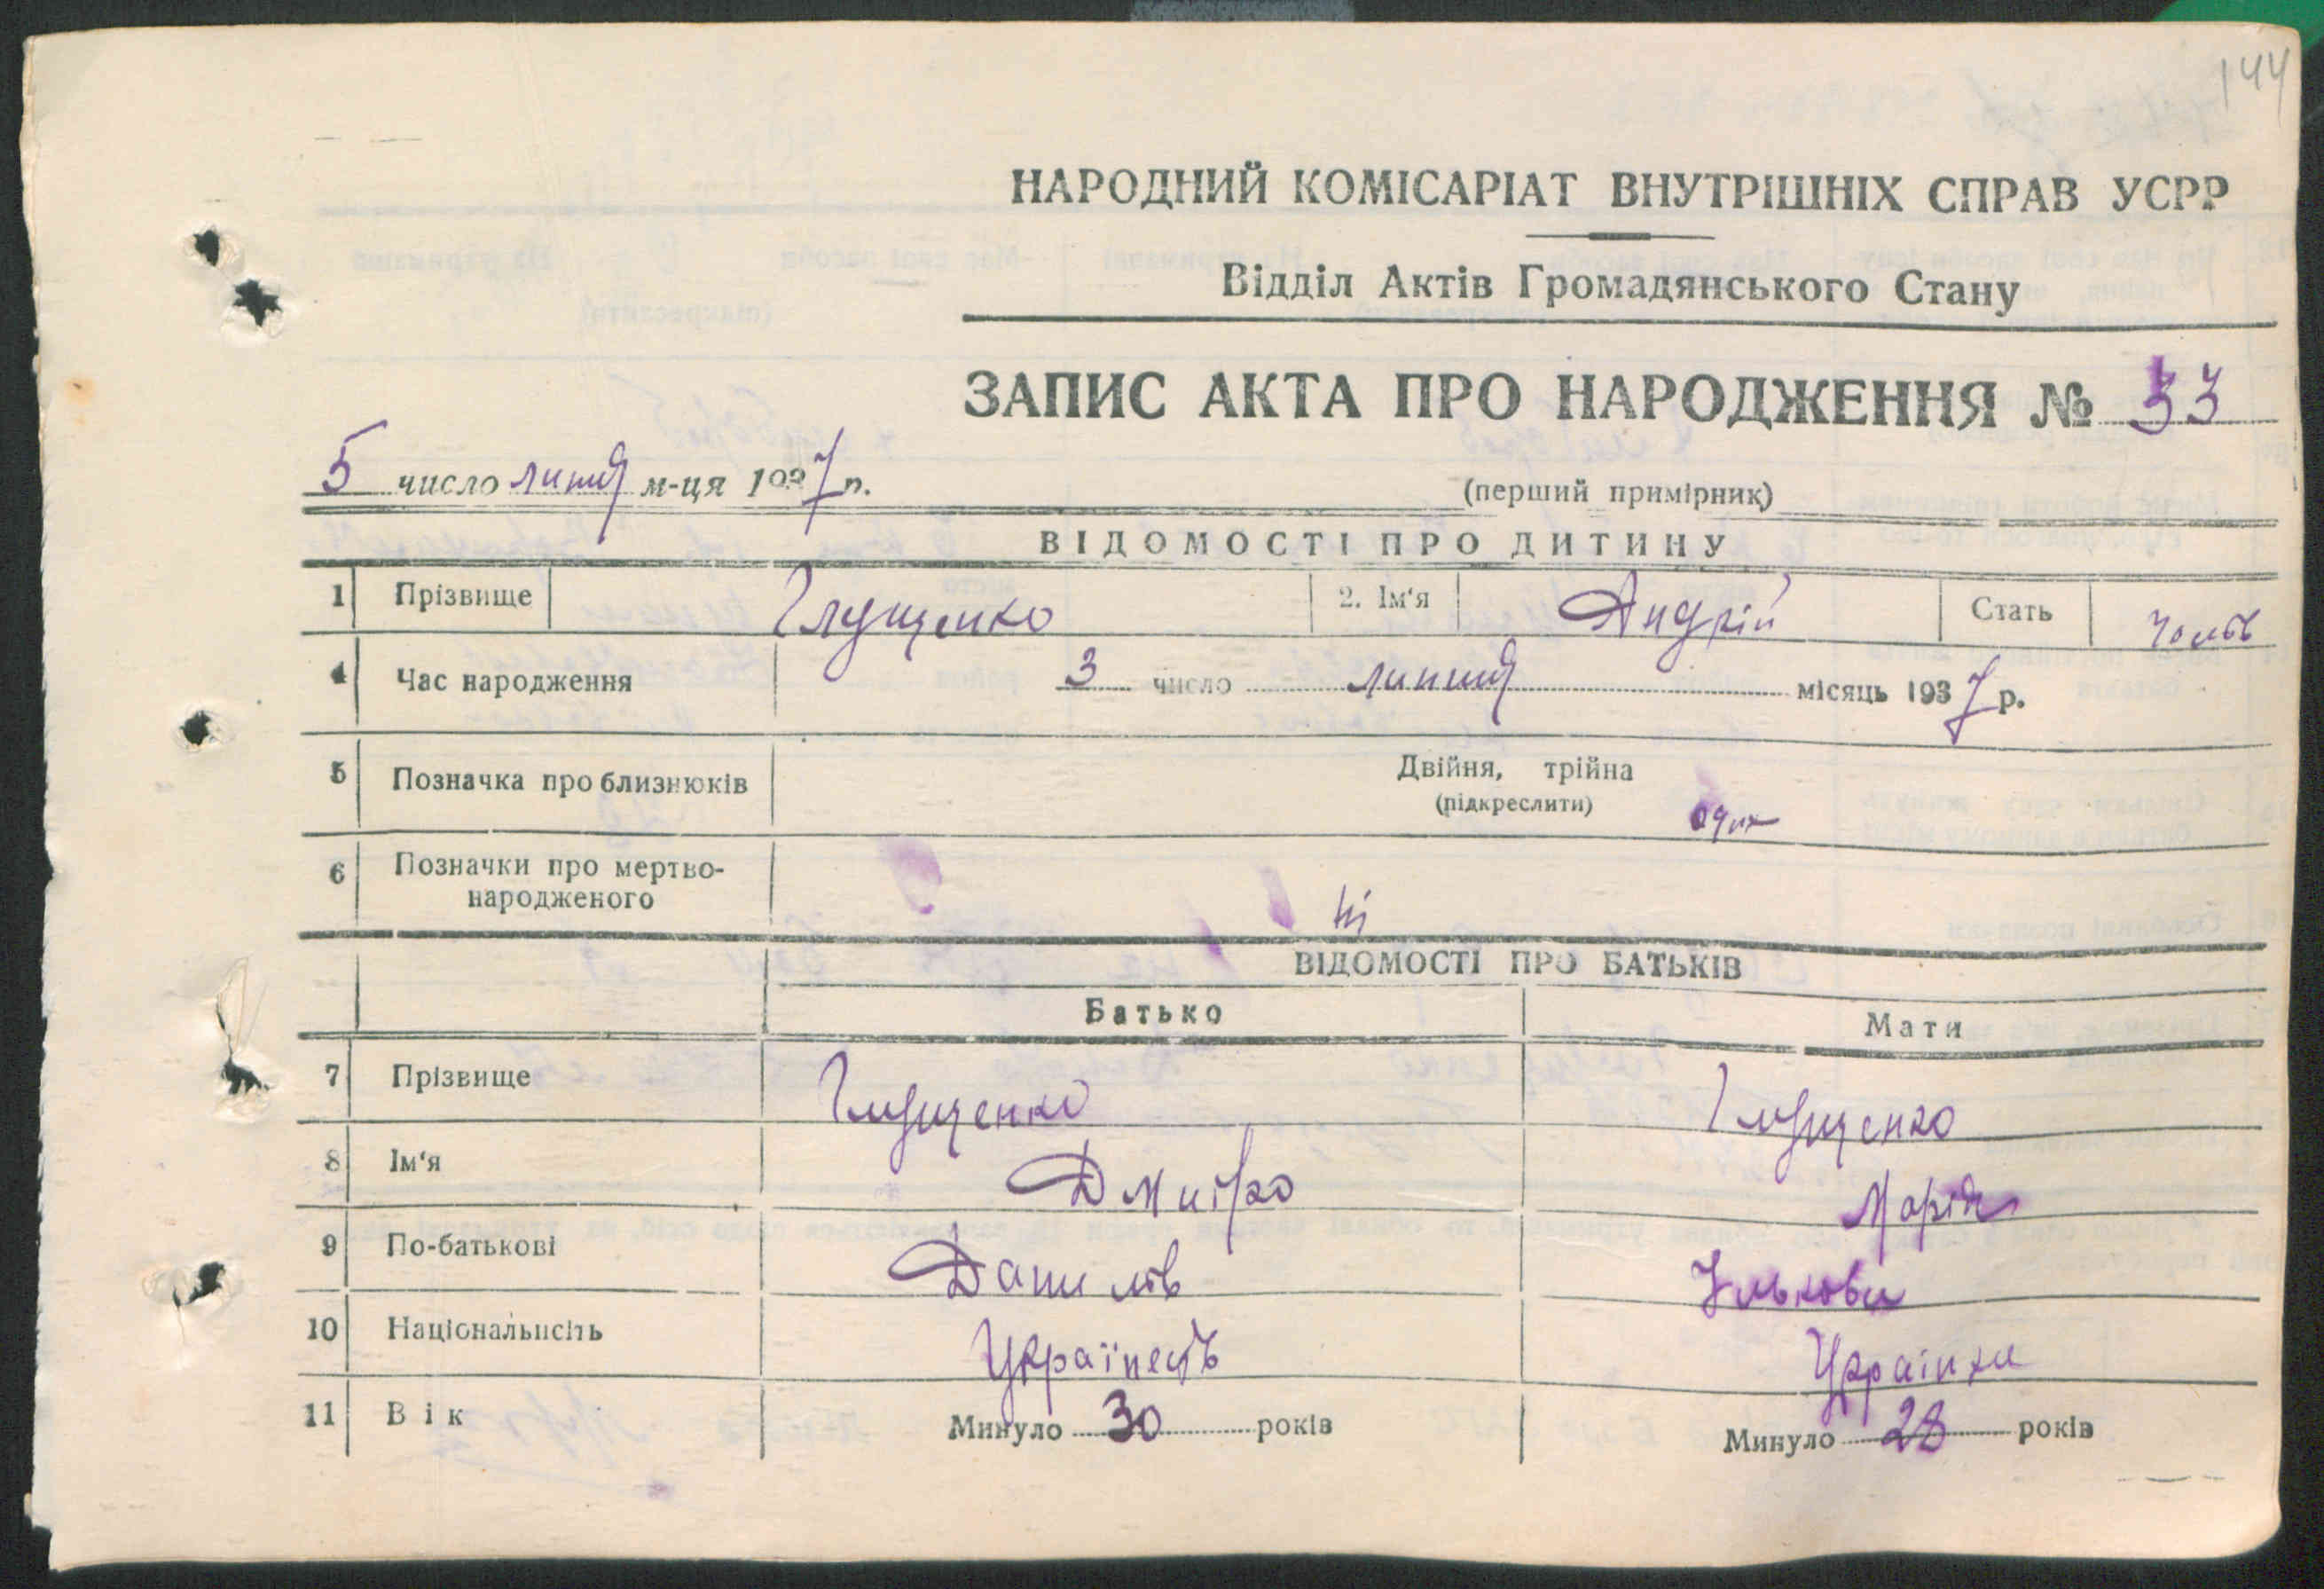 144
НАРОДНИЙ КОМІСАРІАТ ВНУТРІШНІХ СПРАВ УСРР
Відділ Актів Громадянського Стану
ЗАПИС АКТА ПРО НАРОДЖЕННЯ № 33
5 число липня м-ця 1937 р.
(перший примірник)
ВІДОМОСТІ ПРО ДИТИНУ
1 Прізвище Глущенко 2. Ім'я Андрій Стать чолов
4 Час народження 3 число липня місяць 1937 р.
5 Позначка про близнюків Двійня, трійна
(підкреслити) один
6 Позначки про мертво-
народженого Ні
ВІДОМОСТІ ПРО БАТЬКІВ
Батько Мати
7 Прізвище Глущенко Глущенко
8 Ім'я Дмитро Марія
9 По-батькові Данилов Ількова
10 Національність Українець Українка
11 Вік Минуло 30 років Минуло 28 років